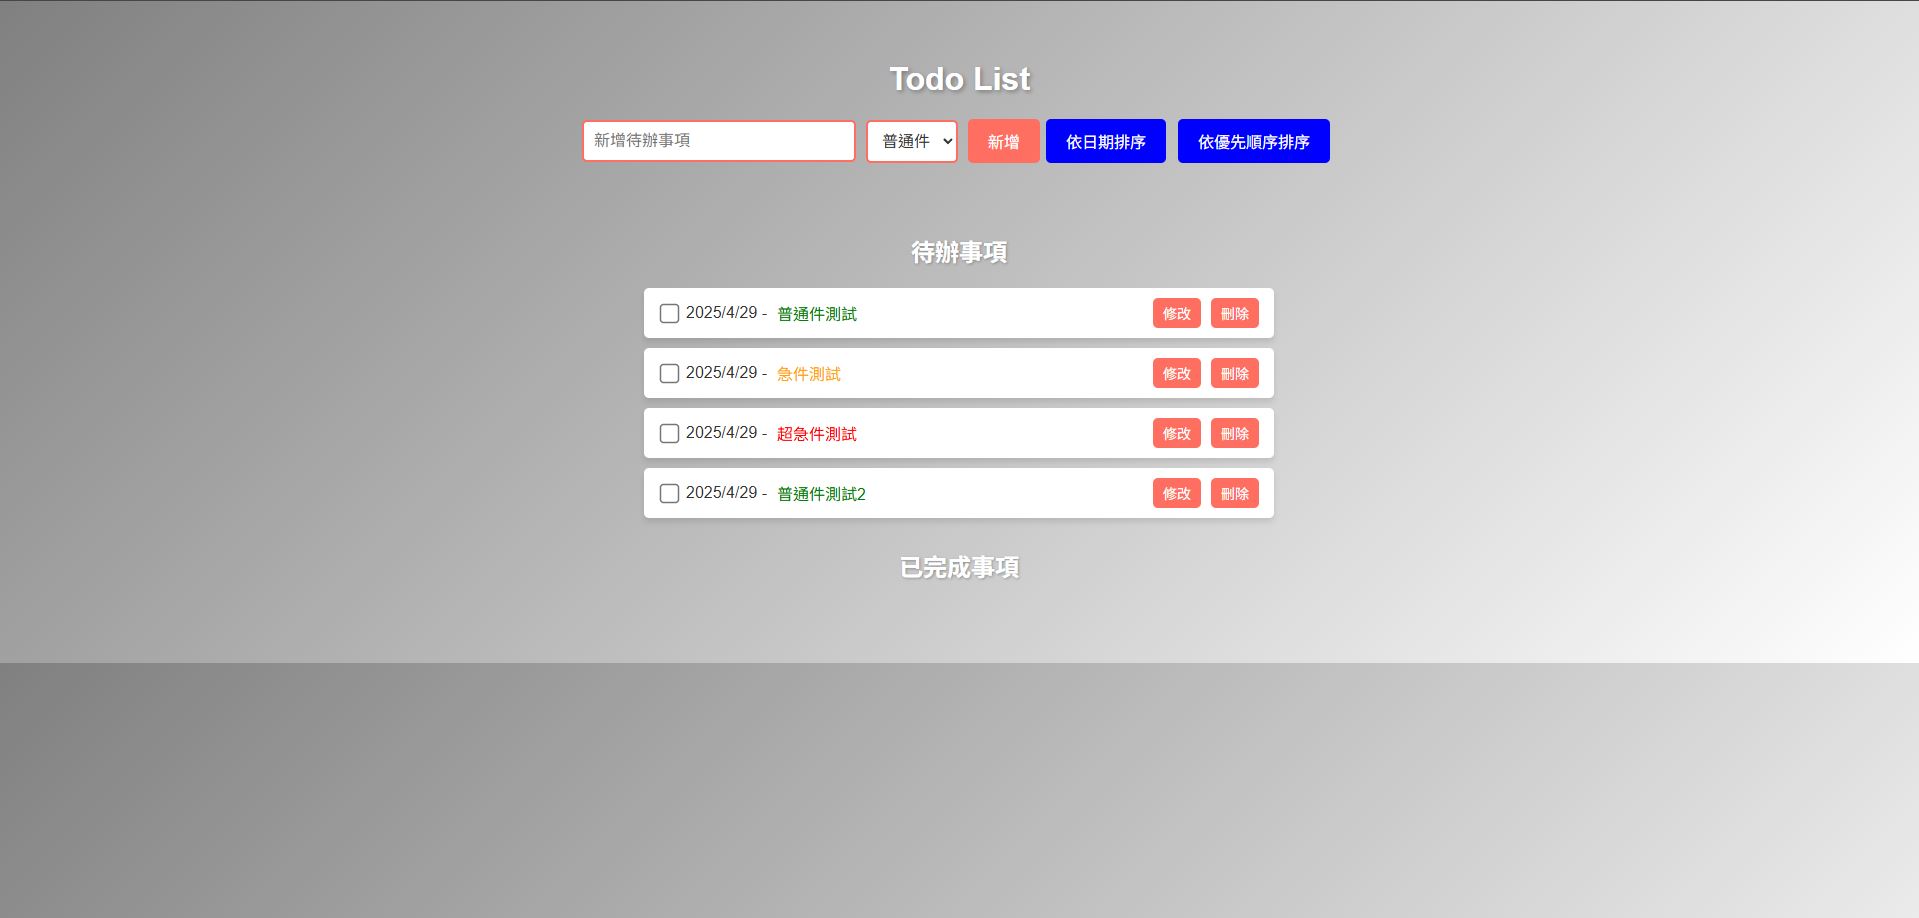 Todo List
新增待辦事項 普通件 新增 依日期排序 依優先順序排序
待辦事項
2025/4/29 - 普通件測試 修改 刪除
2025/4/29 - 急件測試 修改 刪除
2025/4/29 - 超急件測試 修改 刪除
2025/4/29 - 普通件測試2 修改 刪除
已完成事項